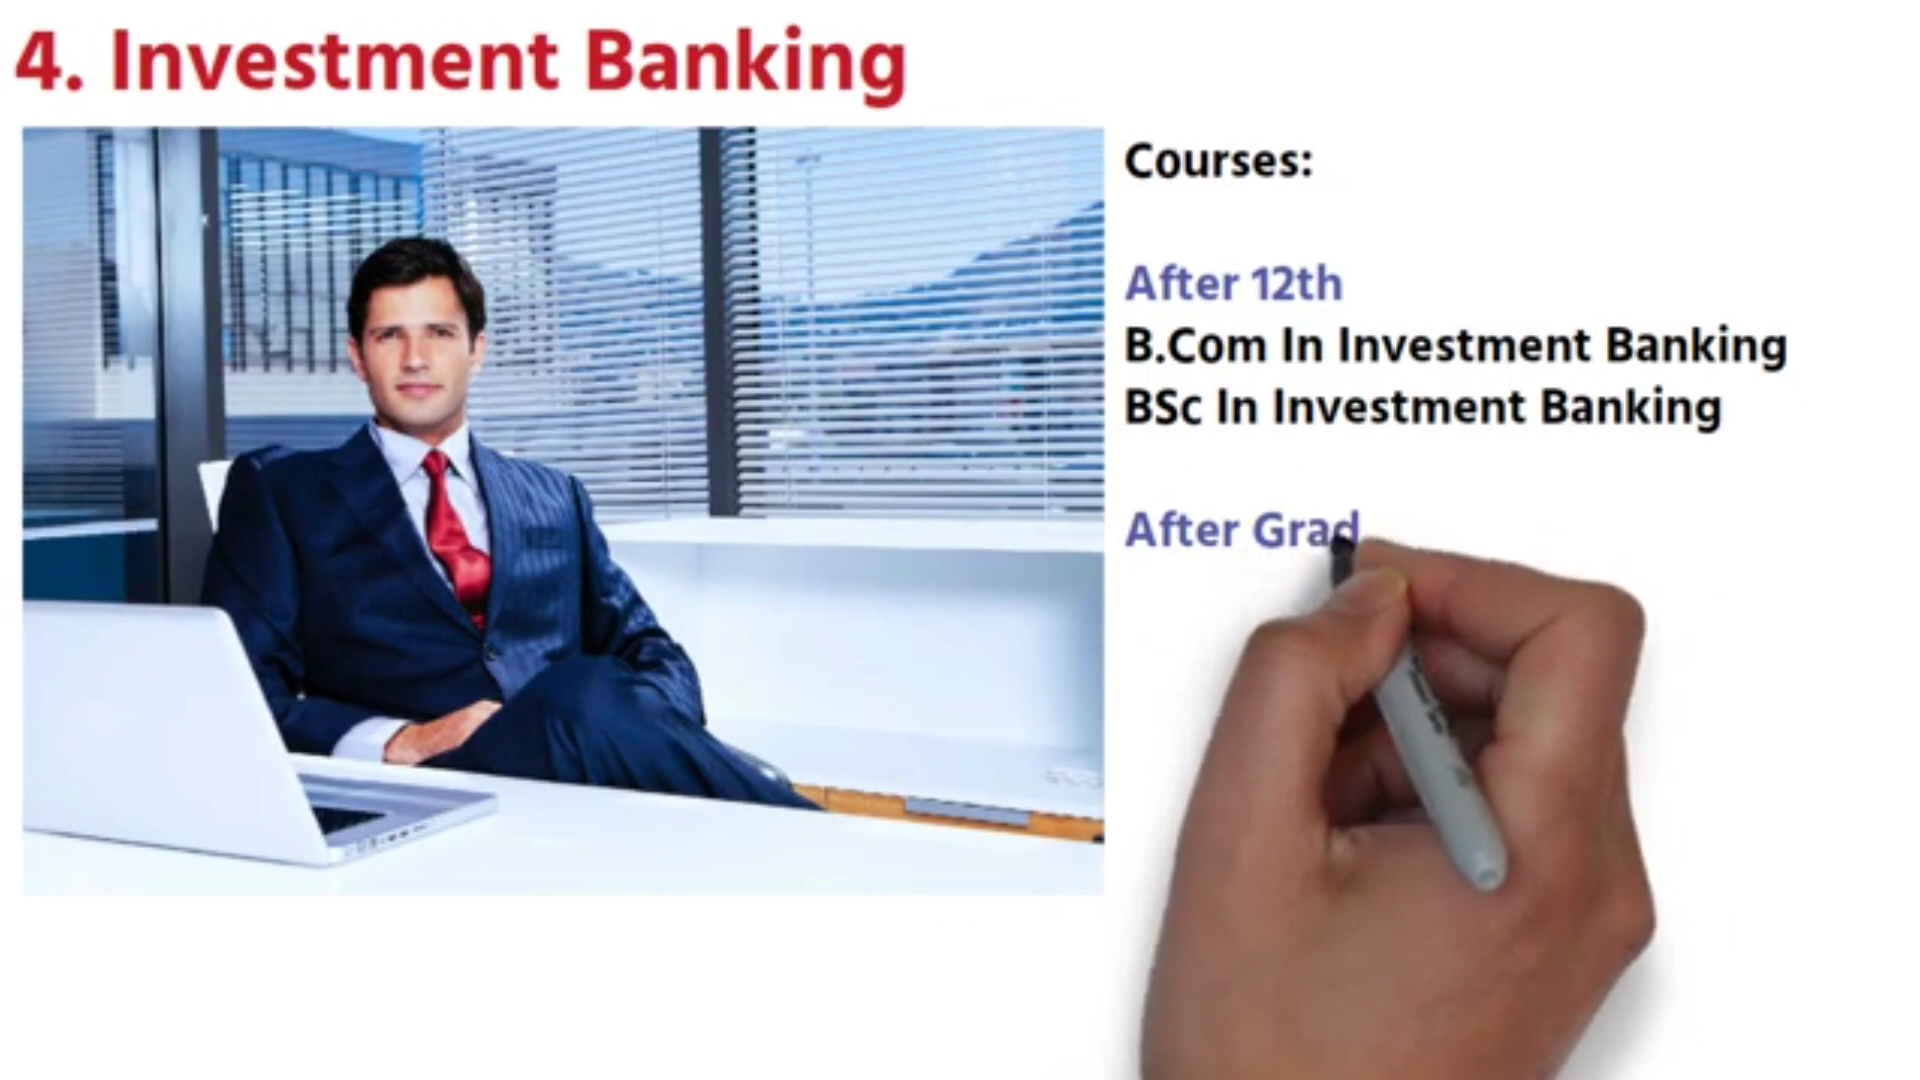 4. Investment Banking
Courses:
After 12th
B.Com In Investment Banking
BSc In Investment Banking
After Grad